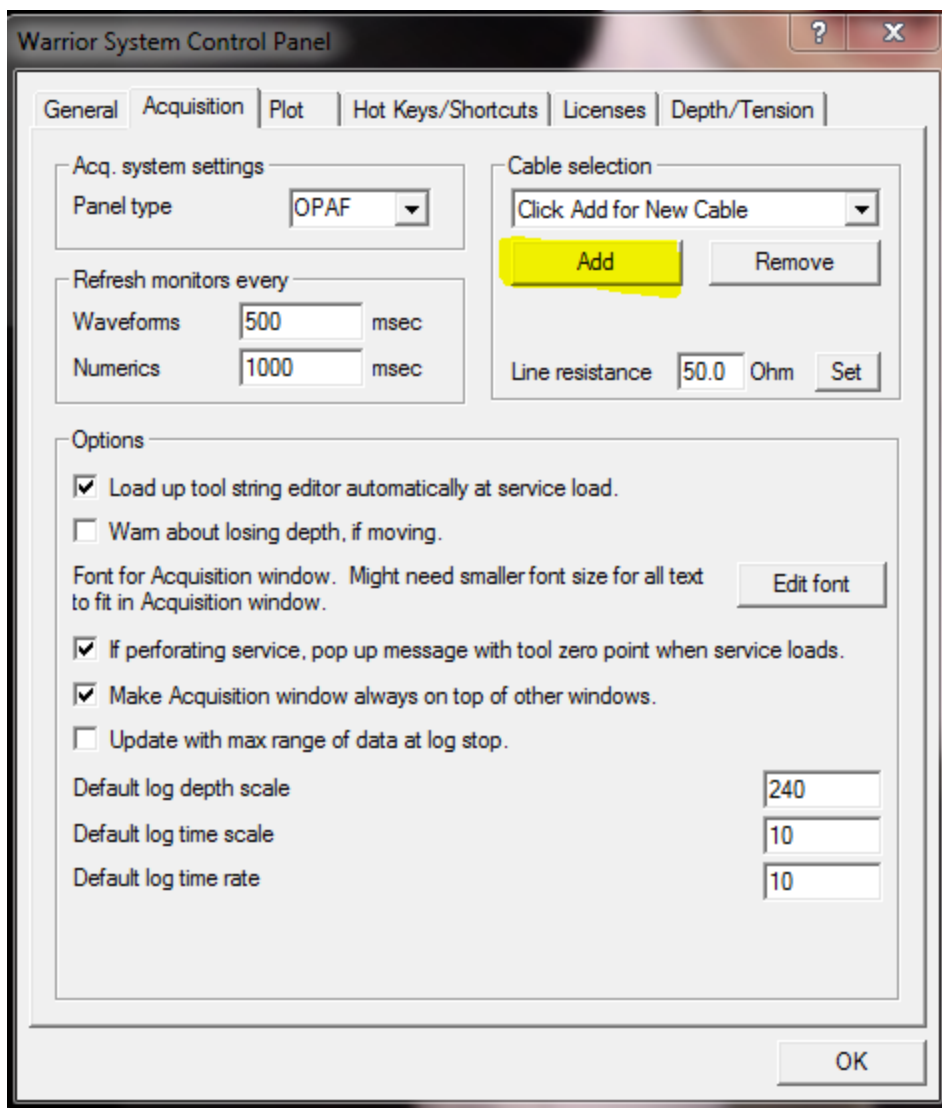 Warrior System Control Panel
?
X
General
Acquisition
Plot
Hot Keys/Shortcuts
Licenses
Depth/Tension
Acq. system settings
Panel type
OPAF
Cable selection
Click Add for New Cable
Add
Remove
Line resistance
50.0
Ohm
Set
Refresh monitors every
Waveforms
500
msec
Numerics
1000
msec
Options
Load up tool string editor automatically at service load.
Warn about losing depth, if moving.
Font for Acquisition window. Might need smaller font size for all text
to fit in Acquisition window.
Edit font
If perforating service, pop up message with tool zero point when service loads.
Make Acquisition window always on top of other windows.
Update with max range of data at log stop.
Default log depth scale
240
Default log time scale
10
Default log time rate
10
OK